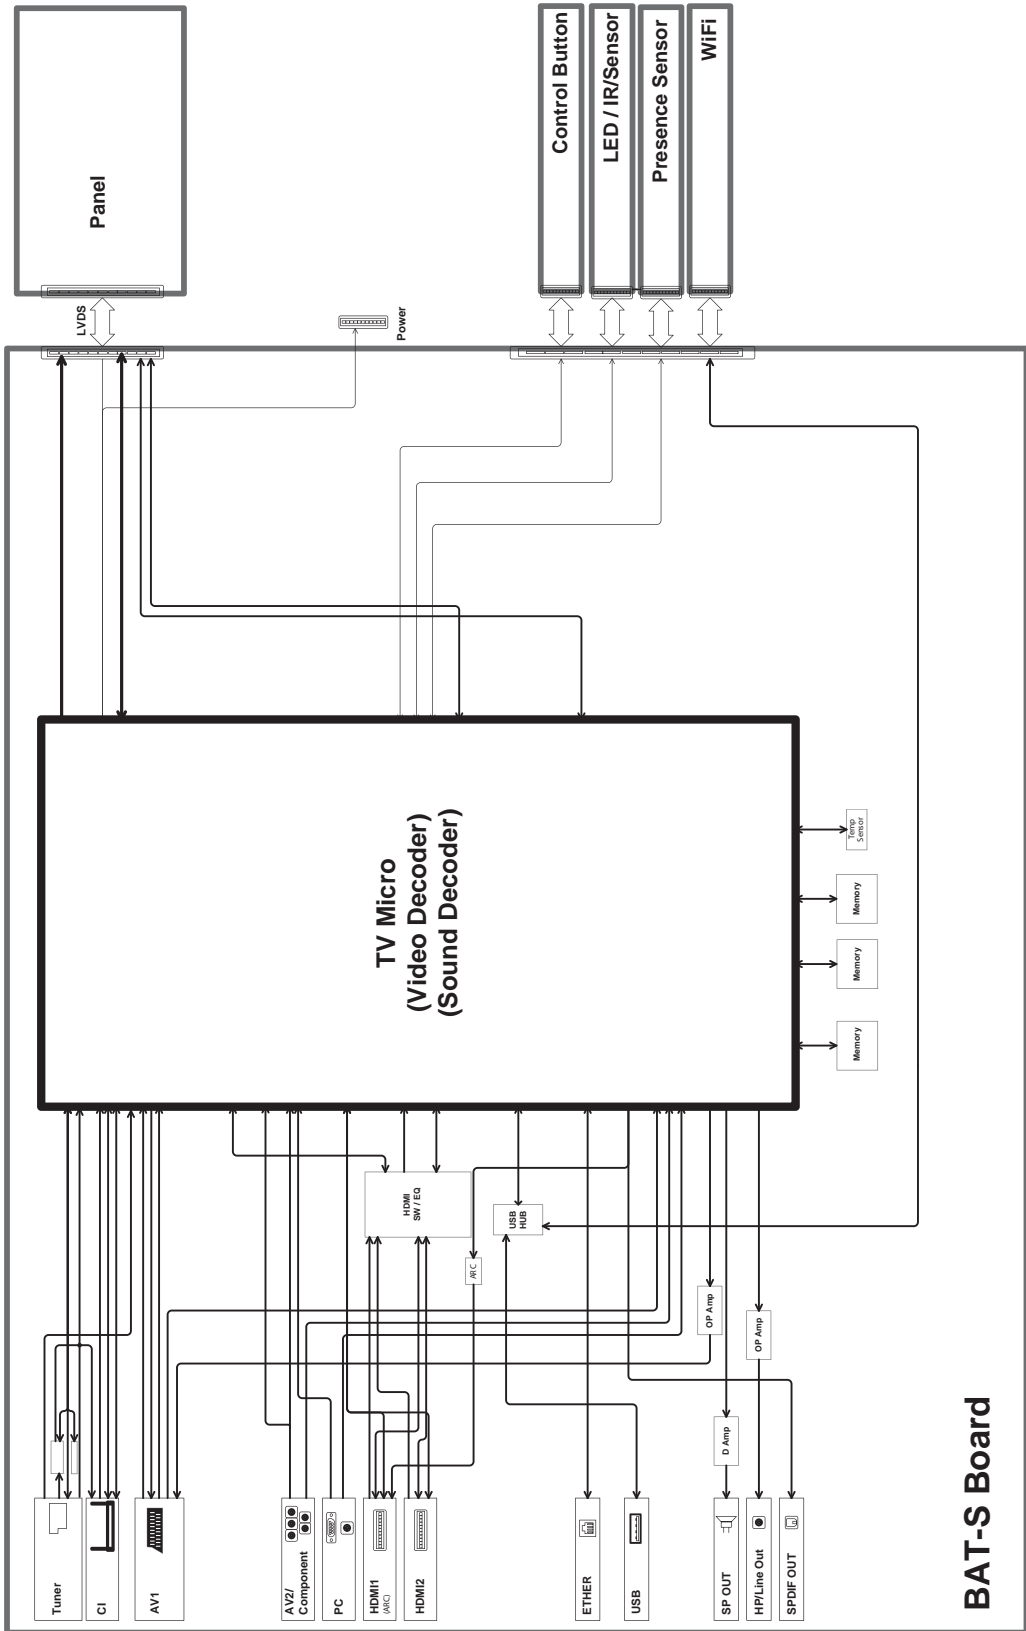 Panel
Control Button
LED / IR/Sensor
Presence Sensor
WiFi
LVDS
Power
TV Micro
(Video Decoder)
(Sound Decoder)
Temp
Sensor
Memory
Memory
Memory
HDMI
SW / EQ
USB
HUB
ARC
OP Amp
OP Amp
D Amp
Tuner
CI
AV1
AV2/
Component
PC
HDMI1
(ARC)
HDMI2
ETHER
USB
SP OUT
HP/Line Out
SPDIF OUT
BAT-S Board